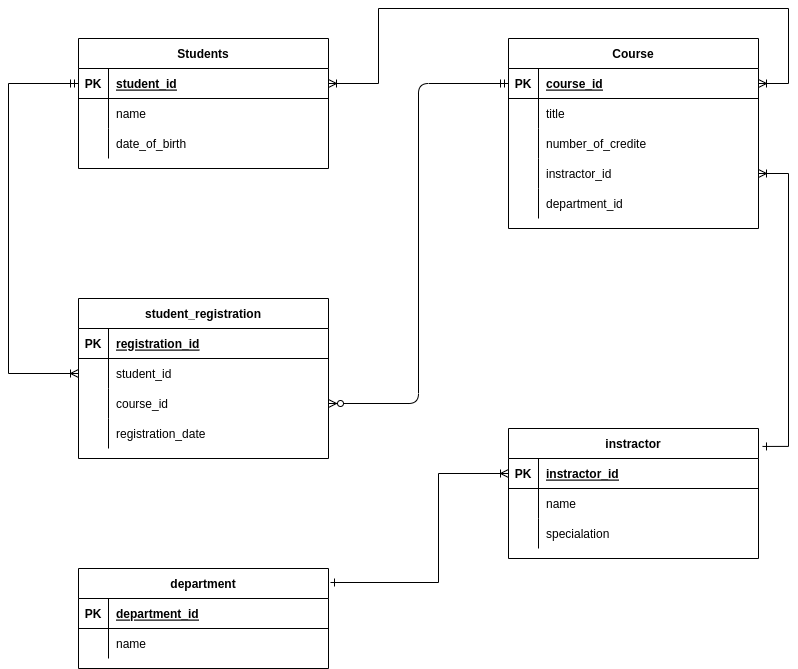 Students
PK student_id
name
date_of_birth
Course
PK course_id
title
number_of_credite
instractor_id
department_id
student_registration
PK registration_id
student_id
course_id
registration_date
instractor
PK instractor_id
name
specialation
department
PK department_id
name